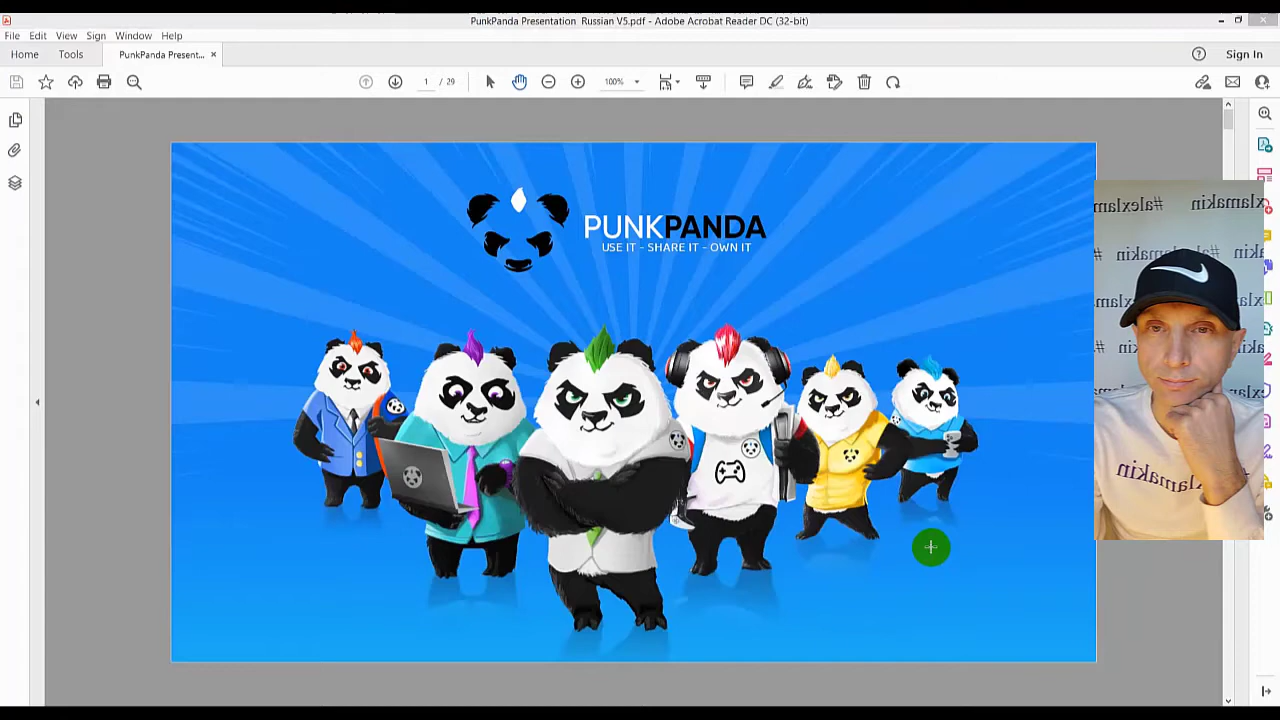 PunkPanda Presentation Russian V5.pdf - Adobe Acrobat Reader DC (32-bit)
File Edit View Sign Window Help
Home Tools PunkPanda Present... × Sign In
1 / 29 100%
PUNKPANDA
USE IT - SHARE IT - OWN IT
#alexlamakin